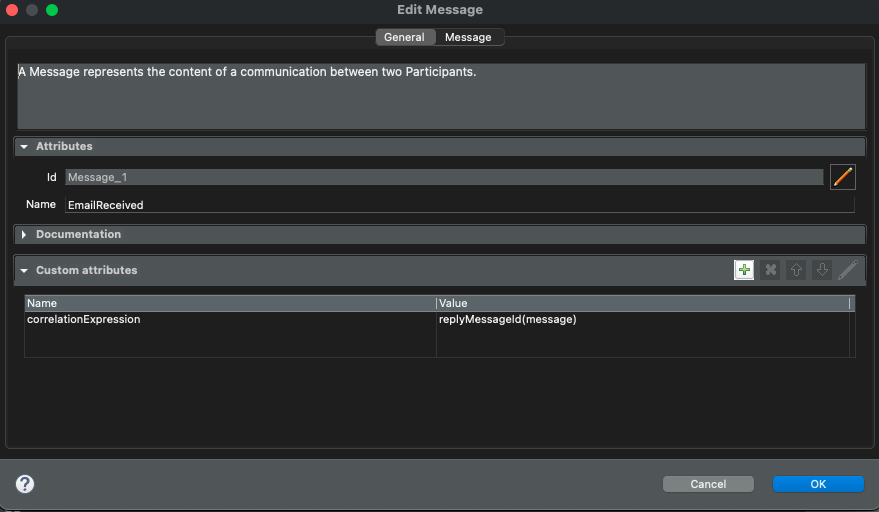 Edit Message
General Message
A Message represents the content of a communication between two Participants.
Attributes
Id Message_1
Name EmailReceived
Documentation
Custom attributes
Name Value
correlationExpression replyMessageId(message)
? Cancel OK